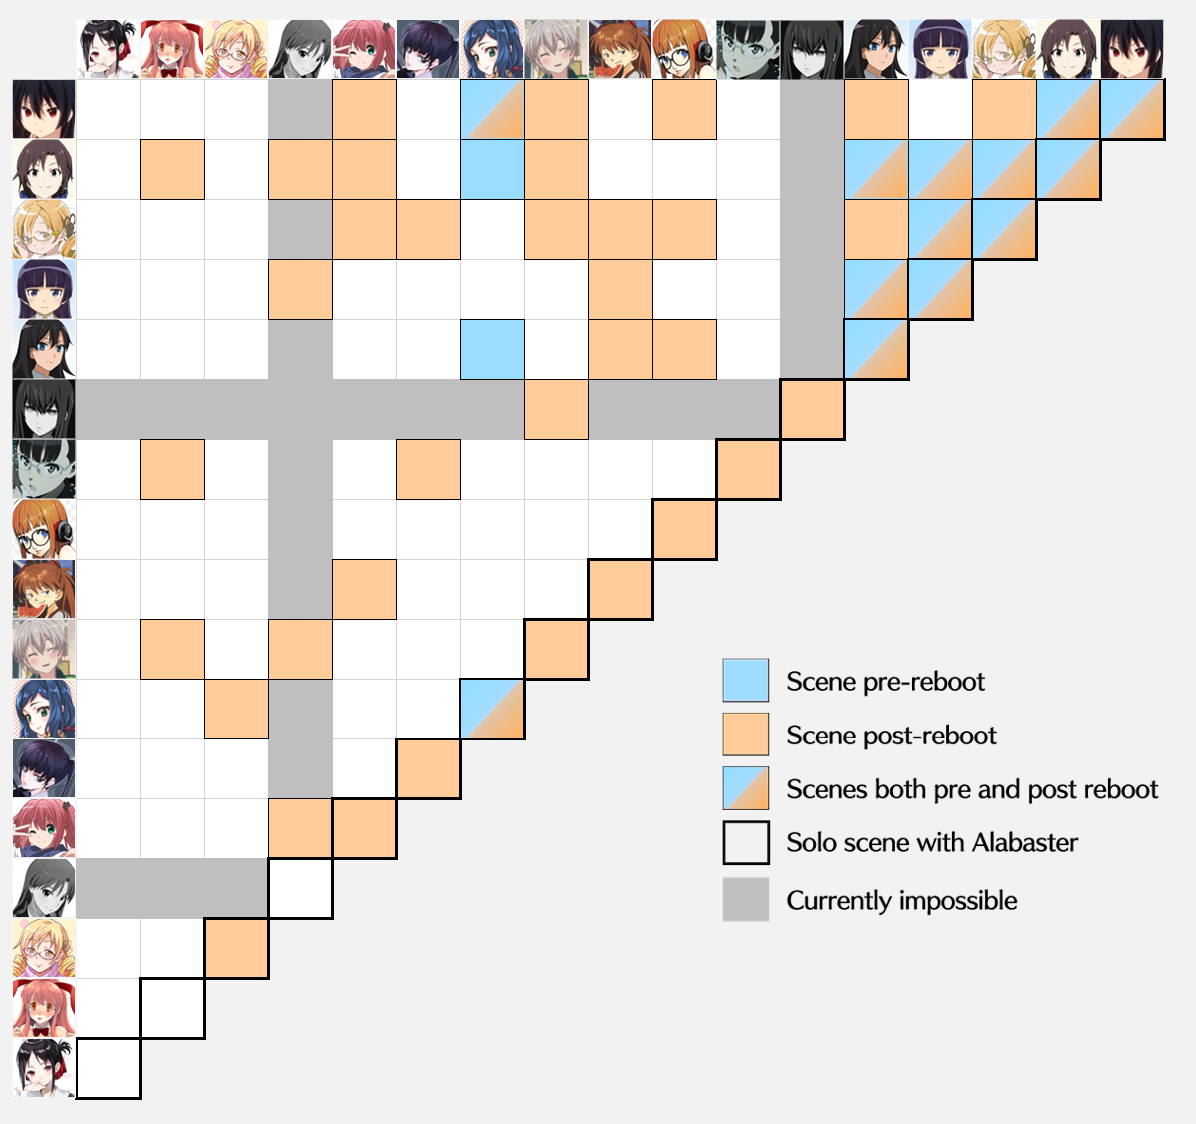 Scene pre-reboot
Scene post-reboot
Scenes both pre and post reboot
Solo scene with Alabaster
Currently impossible